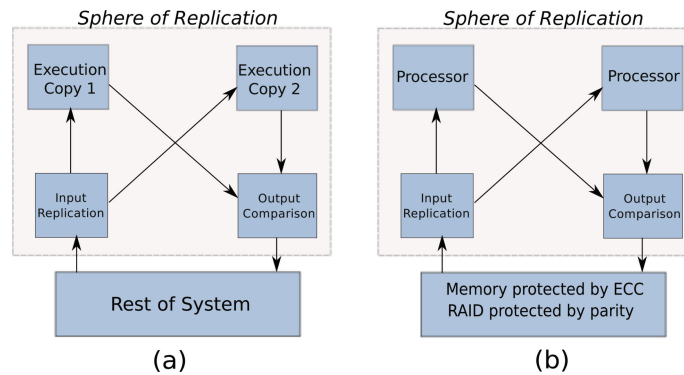 Sphere of Replication
Execution
Copy 1
Execution
Copy 2
Input
Replication
Output
Comparison
Rest of System
(a)
Sphere of Replication
Processor
Processor
Input
Replication
Output
Comparison
Memory protected by ECC
RAID protected by parity
(b)